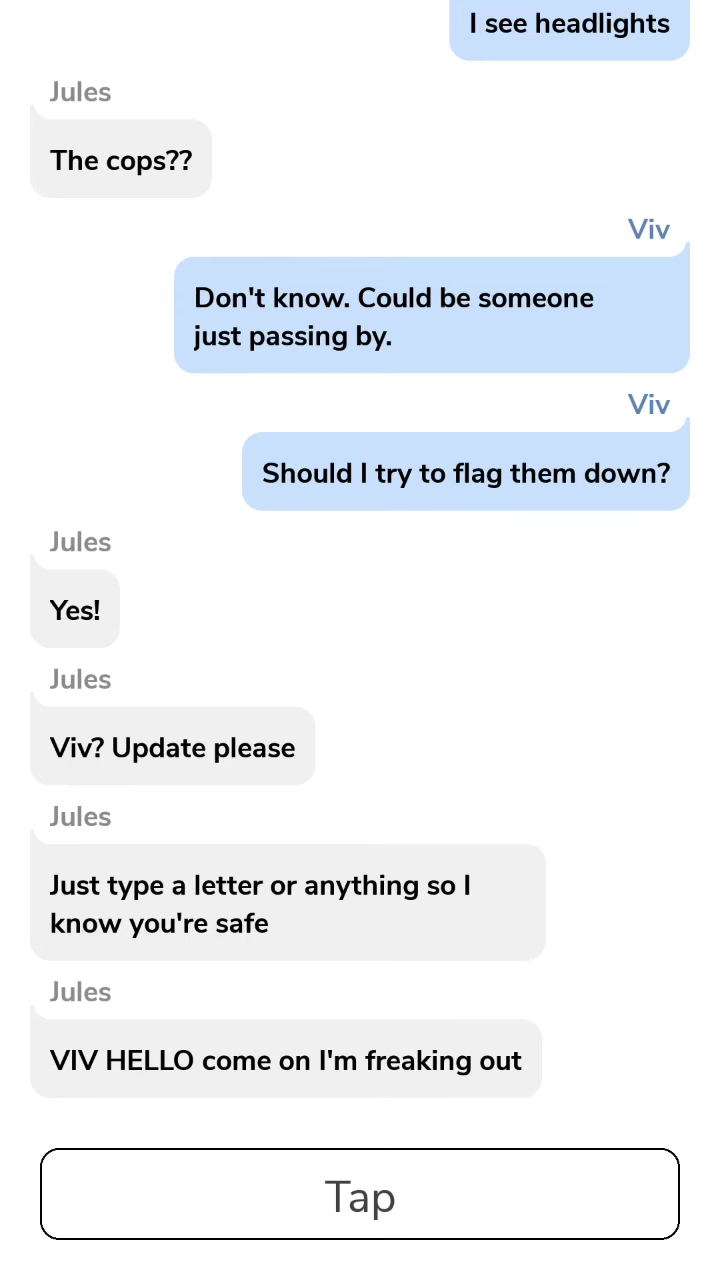 I see headlights
Jules
The cops??
Viv
Don't know. Could be someone
just passing by.
Viv
Should I try to flag them down?
Jules
Yes!
Jules
Viv? Update please
Jules
Just type a letter or anything so I
know you're safe
Jules
VIV HELLO come on I'm freaking out
Tap